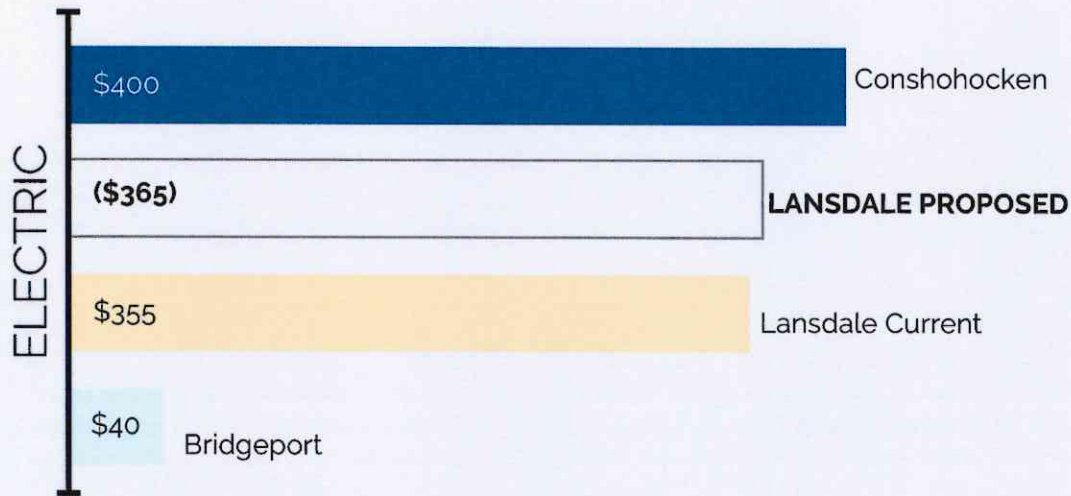 ELECTRIC
$400
Conshohocken
($365)
LANSDALE PROPOSED
$355
Lansdale Current
$40
Bridgeport